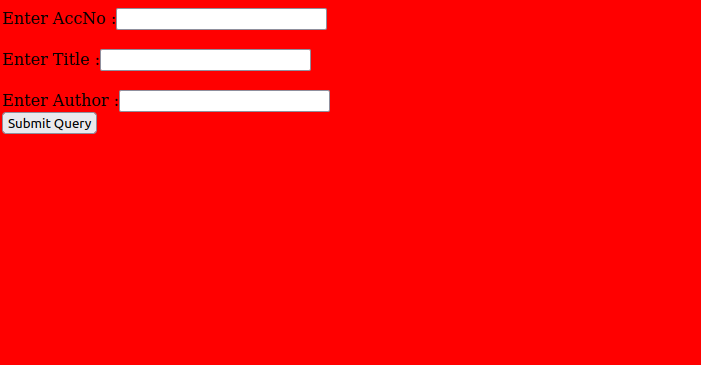 Enter AccNo :
Enter Title :
Enter Author :
Submit Query